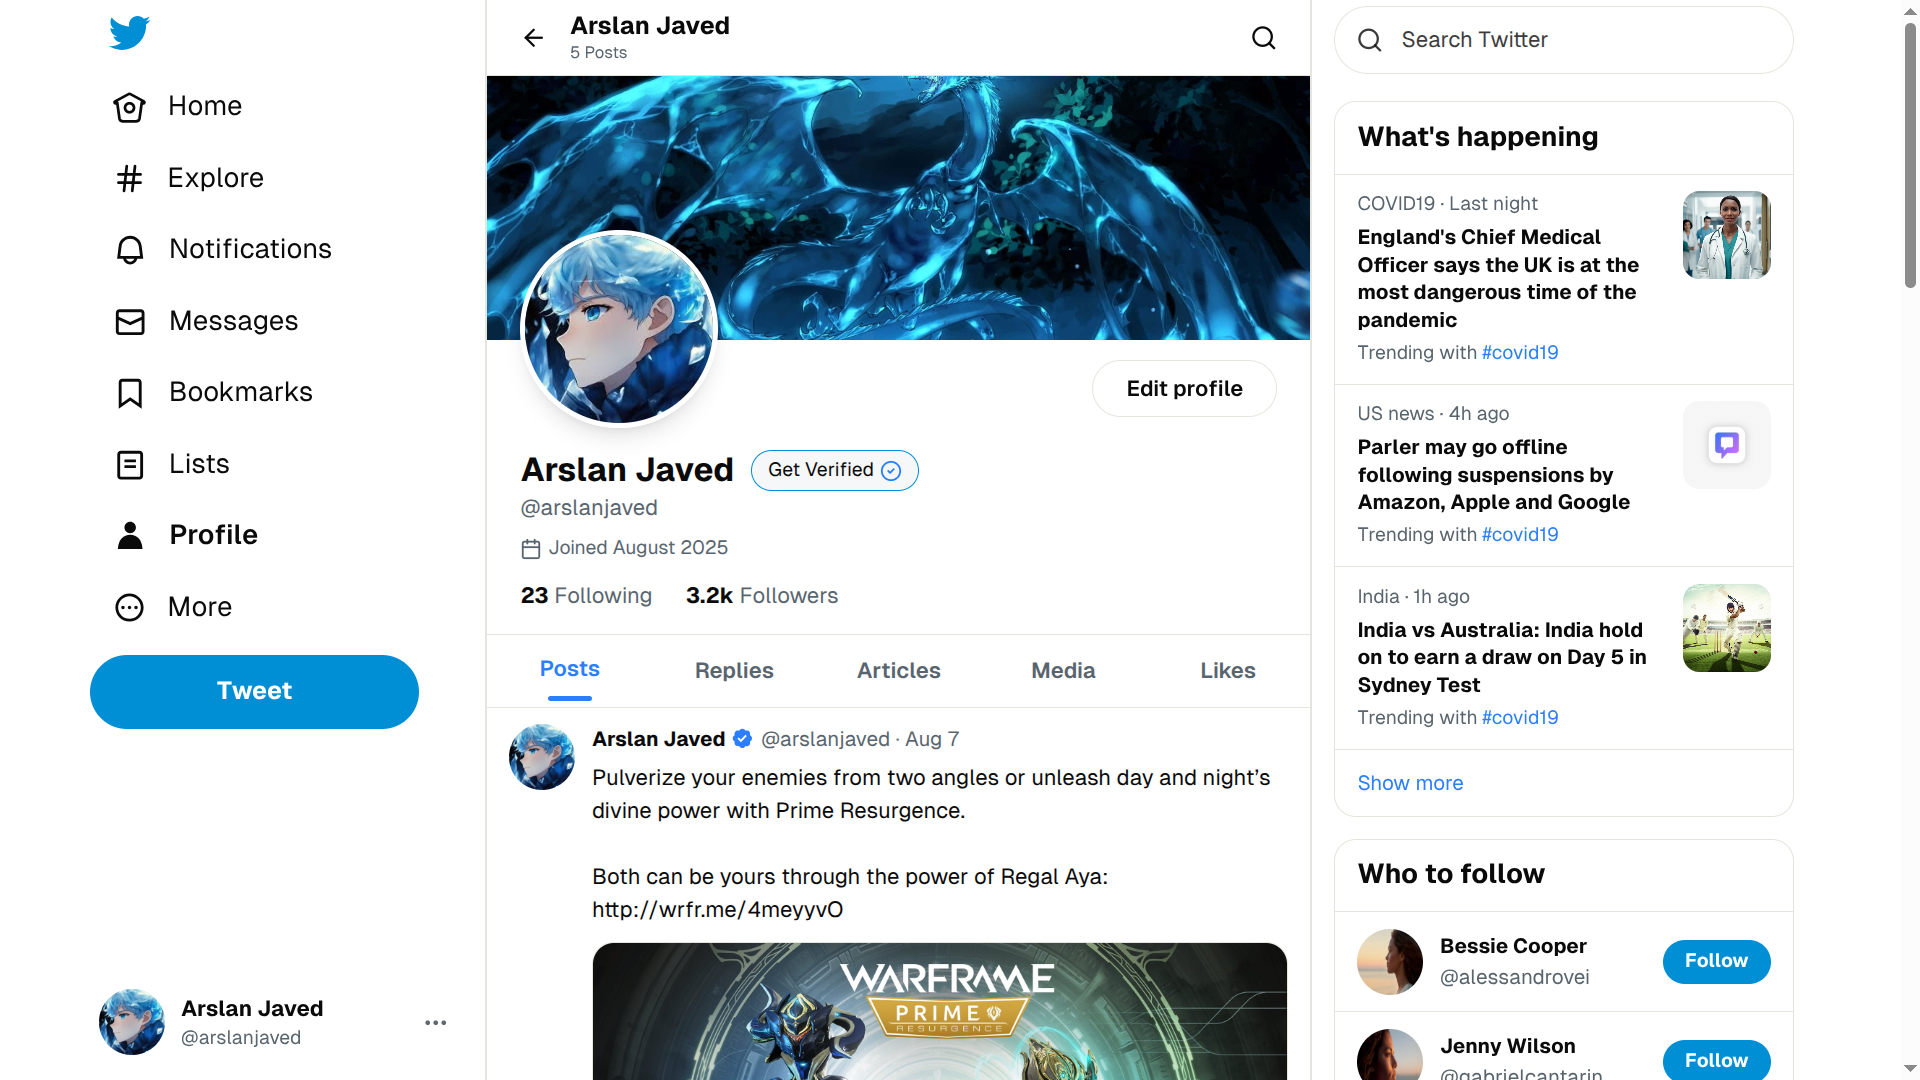 Home
Explore
Notifications
Messages
Bookmarks
Lists
Profile
More
Tweet
Arslan Javed
@arslanjaved
Arslan Javed
5 Posts
Edit profile
Arslan Javed
Get Verified
@arslanjaved
Joined August 2025
23 Following
3.2k Followers
Posts
Replies
Articles
Media
Likes
Arslan Javed @arslanjaved · Aug 7
Pulverize your enemies from two angles or unleash day and night’s
divine power with Prime Resurgence.
Both can be yours through the power of Regal Aya:
http://wrfr.me/4meyyvO
WARFRAME
PRIME
RESURGENCE
Search Twitter
What's happening
COVID19 · Last night
England's Chief Medical
Officer says the UK is at the
most dangerous time of the
pandemic
Trending with #covid19
US news · 4h ago
Parler may go offline
following suspensions by
Amazon, Apple and Google
Trending with #covid19
India · 1h ago
India vs Australia: India hold
on to earn a draw on Day 5 in
Sydney Test
Trending with #covid19
Show more
Who to follow
Bessie Cooper
@alessandrovei
Follow
Jenny Wilson
@gabrielcantarin
Follow